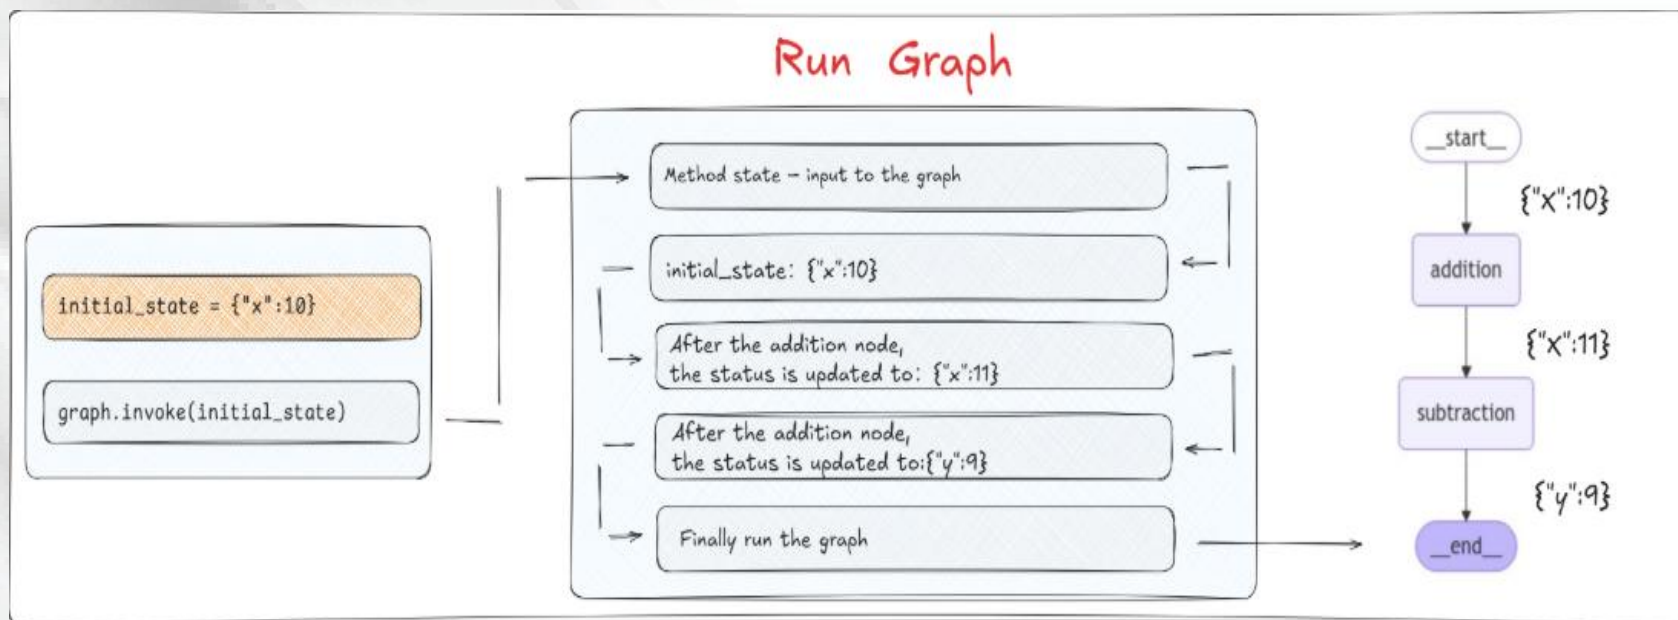 Run Graph
initial_state = {"x":10}
graph.invoke(initial_state)
Method state - input to the graph
initial_state: {"x":10}
After the addition node,
the status is updated to: {"x":11}
After the addition node,
the status is updated to:{"y":9}
Finally run the graph
__start__
{"x":10}
addition
{"x":11}
subtraction
{"y":9}
__end__